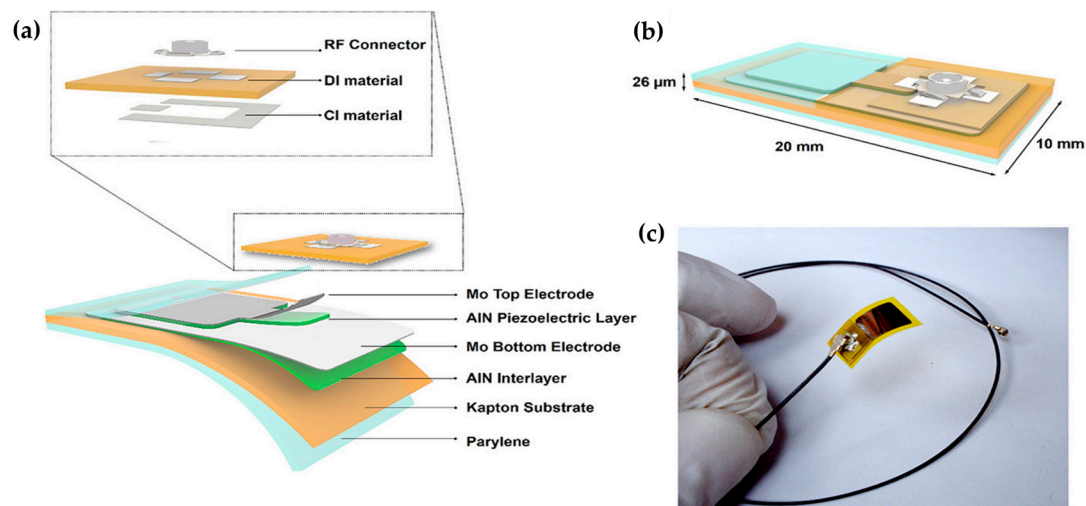 (a)
RF Connector
DI material
CI material
Mo Top Electrode
AlN Piezoelectric Layer
Mo Bottom Electrode
AlN Interlayer
Kapton Substrate
Parylene
(b)
26 µm
20 mm
10 mm
(c)